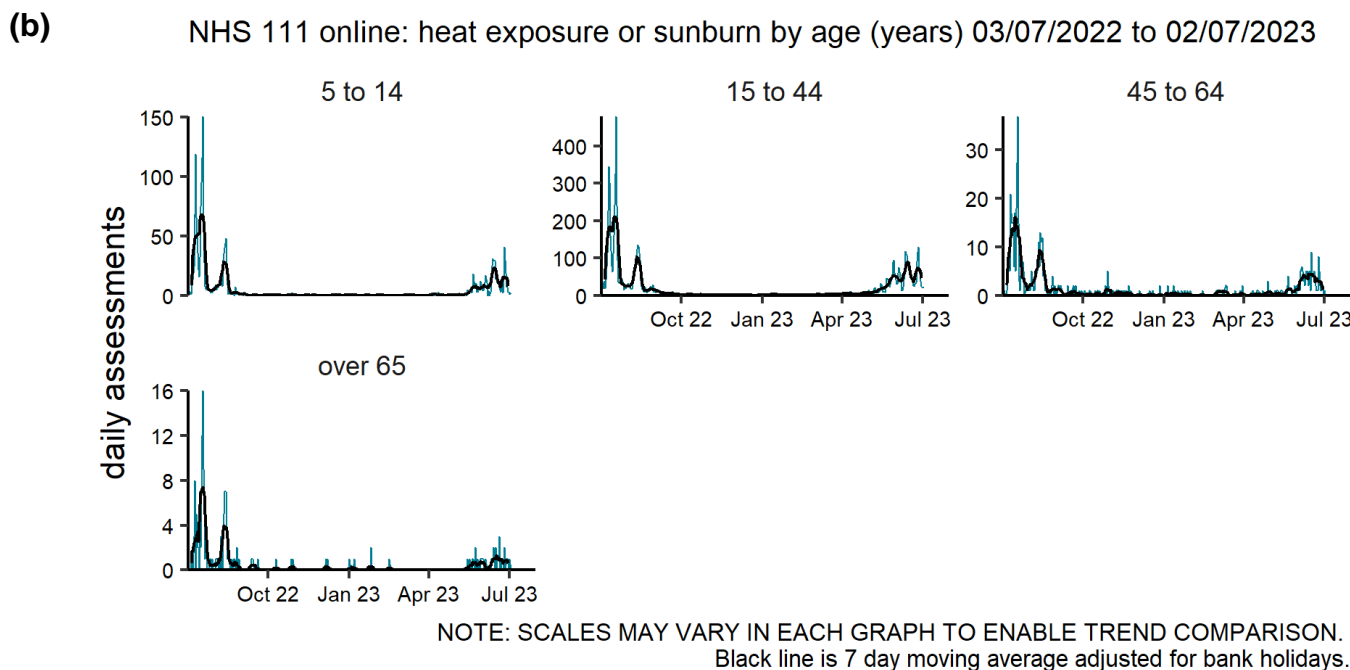 (b)
NHS 111 online: heat exposure or sunburn by age (years) 03/07/2022 to 02/07/2023
5 to 14
15 to 44
45 to 64
daily assessments
150
100
50
0
400
300
200
100
0
Oct 22 Jan 23 Apr 23 Jul 23
30
20
10
0
Oct 22 Jan 23 Apr 23 Jul 23
over 65
16
12
8
4
0
Oct 22 Jan 23 Apr 23 Jul 23
NOTE: SCALES MAY VARY IN EACH GRAPH TO ENABLE TREND COMPARISON.
Black line is 7 day moving average adjusted for bank holidays.